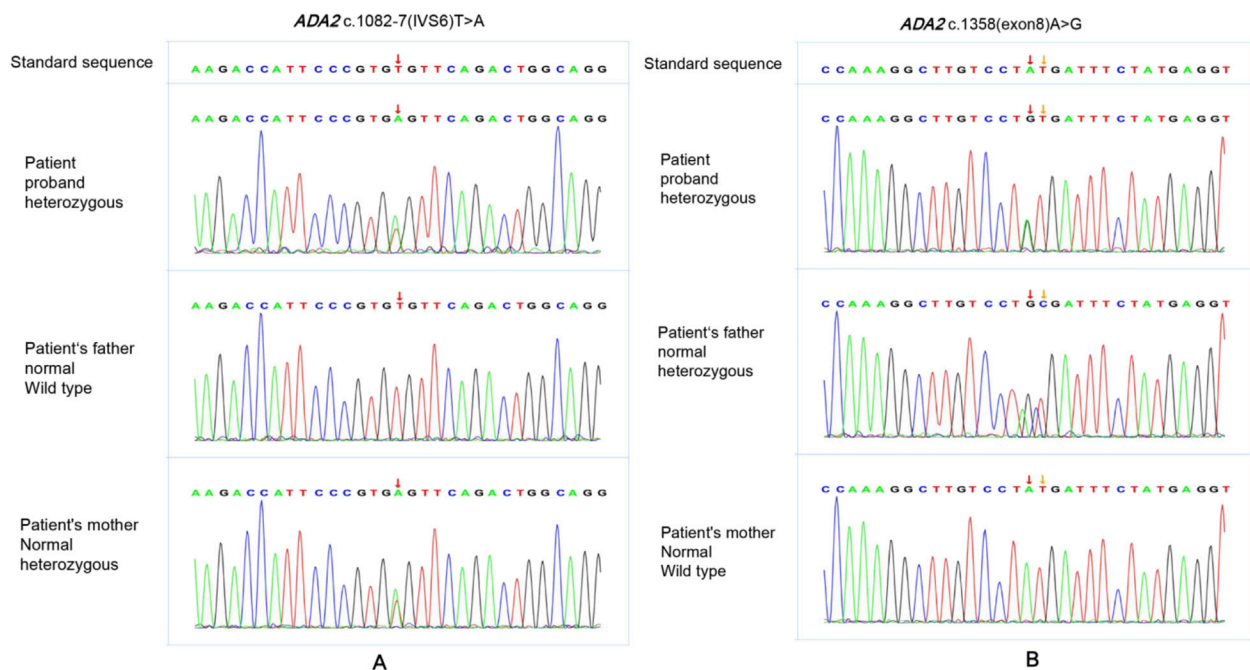 ADA2 c.1082-7(IVS6)T>A
Standard sequence
AAGACCATTCCCGTGTGTTCAGACTGGCAGG
Patient
proband
heterozygous
AAGACCATTCCCGTGAGTTCAGACTGGCAGG
Patient‘s father
normal
Wild type
AAGACCATTCCCGTGTGTTCAGACTGGCAGG
Patient's mother
Normal
heterozygous
AAGACCATTCCCGTGAGTTCAGACTGGCAGG
A
ADA2 c.1358(exon8)A>G
Standard sequence
CCAAAGGCTTGTCCTATGATTTCTATGAGGT
Patient
proband
heterozygous
CCAAAGGCTTGTCCTGTGATTTCTATGAGGT
Patient's father
normal
heterozygous
CCAAAGGCTTGTCCTGCGATTTCTATGAGGT
Patient's mother
Normal
Wild type
CCAAAGGCTTGTCCTATGATTTCTATGAGGT
B